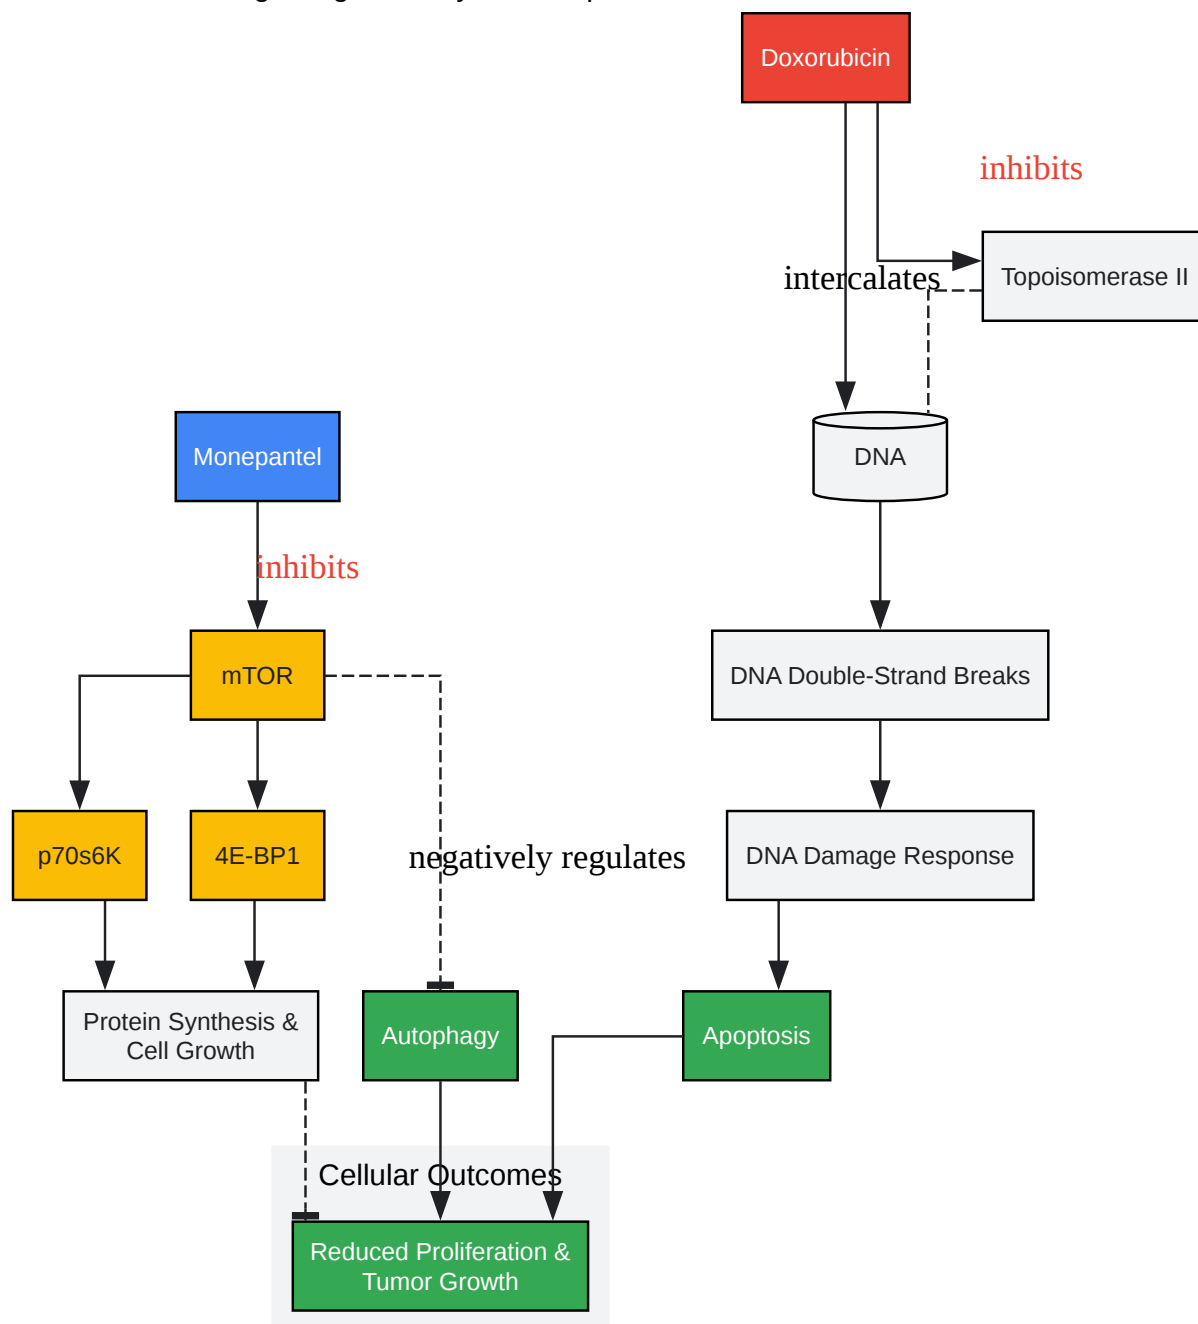 Doxorubicin
inhibits
Topoisomerase II
intercalates
DNA
Monepantel
inhibits
mTOR
DNA Double-Strand Breaks
p70s6K
4E-BP1
negatively regulates
DNA Damage Response
Protein Synthesis &
Cell Growth
Autophagy
Apoptosis
Cellular Outcomes
Reduced Proliferation &
Tumor Growth